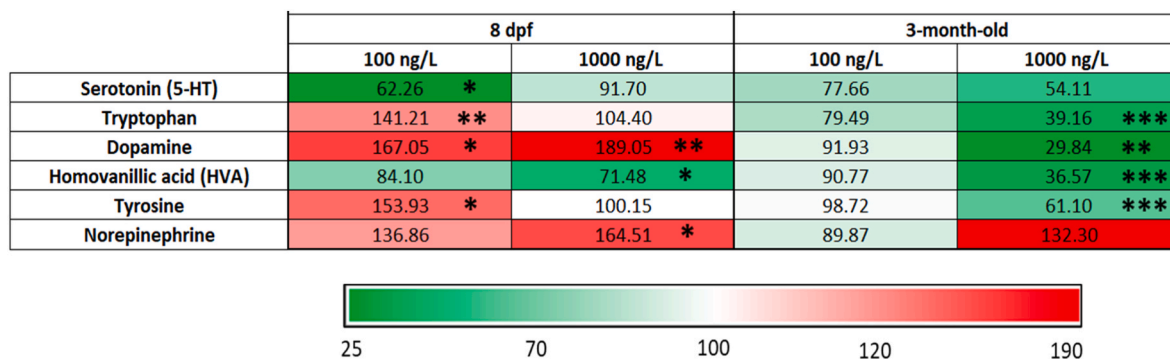 8 dpf 3-month-old
100 ng/L 1000 ng/L 100 ng/L 1000 ng/L
Serotonin (5-HT) 62.26 * 91.70 77.66 54.11
Tryptophan 141.21 ** 104.40 79.49 39.16 ***
Dopamine 167.05 * 189.05 ** 91.93 29.84 **
Homovanillic acid (HVA) 84.10 71.48 * 90.77 36.57 ***
Tyrosine 153.93 * 100.15 98.72 61.10 ***
Norepinephrine 136.86 164.51 * 89.87 132.30
25 70 100 120 190